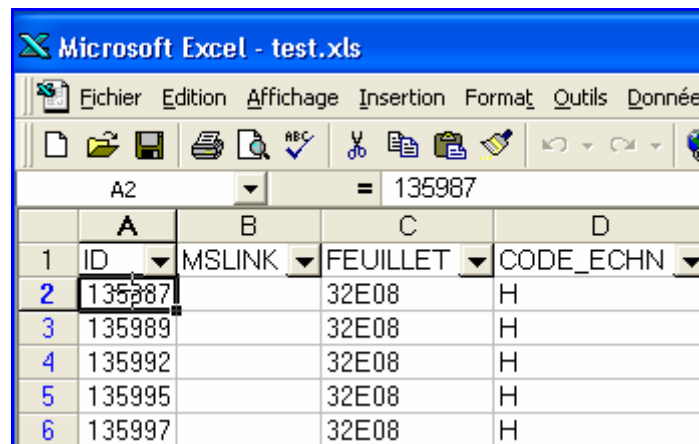 Microsoft Excel - test.xls
Fichier Edition Affichage Insertion Format Outils Donnée
ABC
A2 = 135987
A B C D
1 ID MSLINK FEUILLET CODE_ECHN
2 135987 32E08 H
3 135989 32E08 H
4 135992 32E08 H
5 135995 32E08 H
6 135997 32E08 H